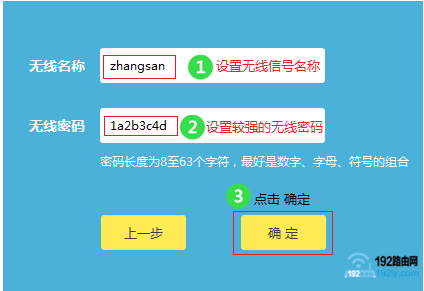 无线名称 zhangsan 1 设置无线信号名称
无线密码 1a2b3c4d 2 设置较强的无线密码
密码长度为8至63个字符，最好是数字、字母、符号的组合
3 点击 确定
上一步 确 定
192路由网
192ly.com